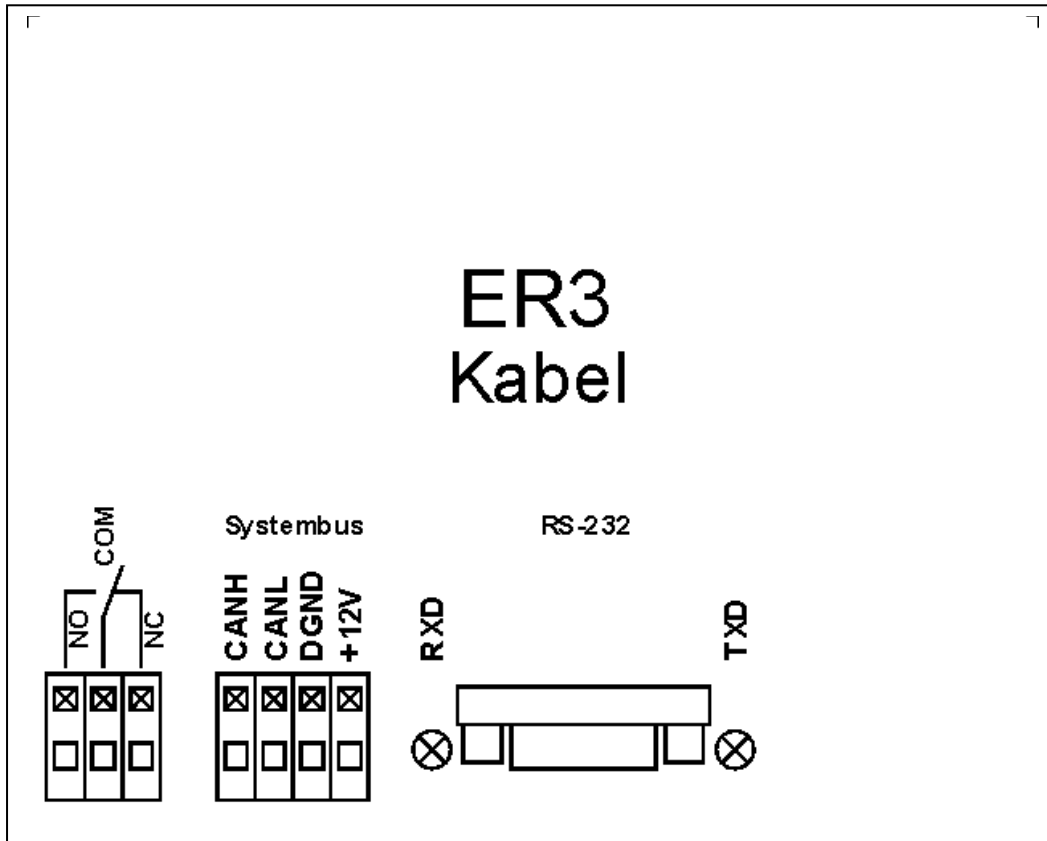 ER3
Kabel
COM
NO
NC
Systembus
CANH
CANL
DGND
+12V
RS-232
RXD
TXD